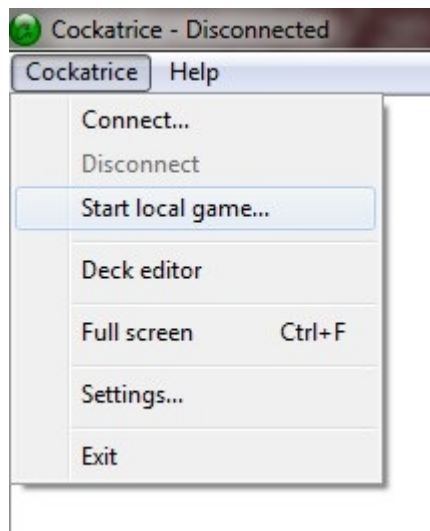 Cockatrice - Disconnected
Cockatrice Help
Connect...
Disconnect
Start local game...
Deck editor
Full screen Ctrl+F
Settings...
Exit